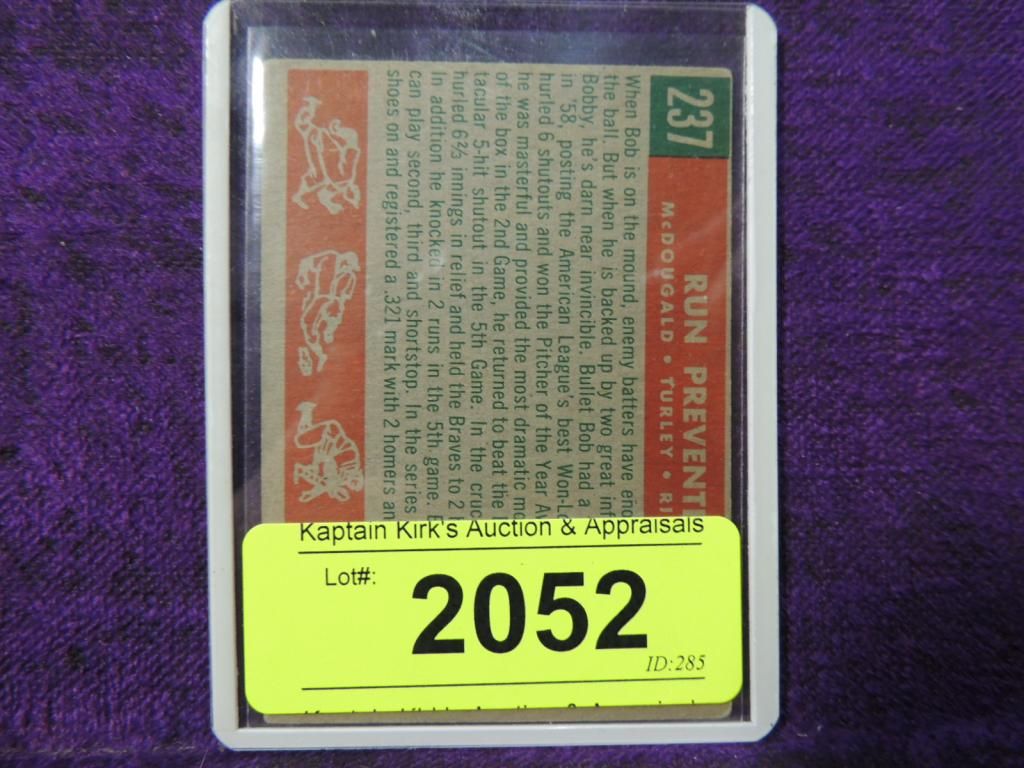 237
RUN PREVENT
McDOUGALD • TURLEY •
When Bob is on the mound, enemy batters have
the ball. But when he is backed up by two great
Bobby, he's darn near invincible. Bullet Bob had a
in '58, posting the American League's best
hurled 6 shutouts and won the Pitcher of the Year
he was masterful and provided the most dramatic
of the box in the 2nd Game, he returned to beat the
tacular 5-hit shutout in the 5th Game. In the
hurled 6⅔ innings in relief and held the Braves to 2
In addition he knocked in 2 runs in the 5th game.
can play second, third and shortstop. In the series
shoes on and registered a .321 mark with 2 homers
Kaptain Kirk's Auction & Appraisals
Lot#:
2052
ID:285